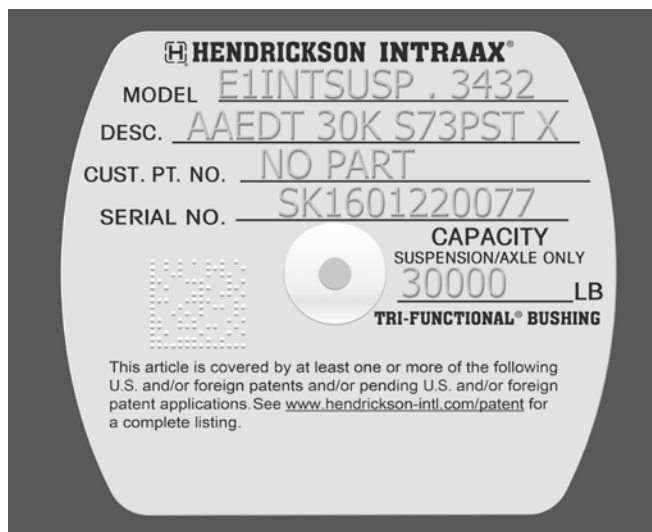 HENDRICKSON INTRAAX®
MODEL E1INTSUSP . 3432
DESC. AAEDT 30K S73PST X
CUST. PT. NO. NO PART
SERIAL NO. SK1601220077
CAPACITY
SUSPENSION/AXLE ONLY
30000 LB
TRI-FUNCTIONAL® BUSHING
This article is covered by at least one or more of the following
U.S. and/or foreign patents and/or pending U.S. and/or foreign
patent applications. See www.hendrickson-intl.com/patent for
a complete listing.